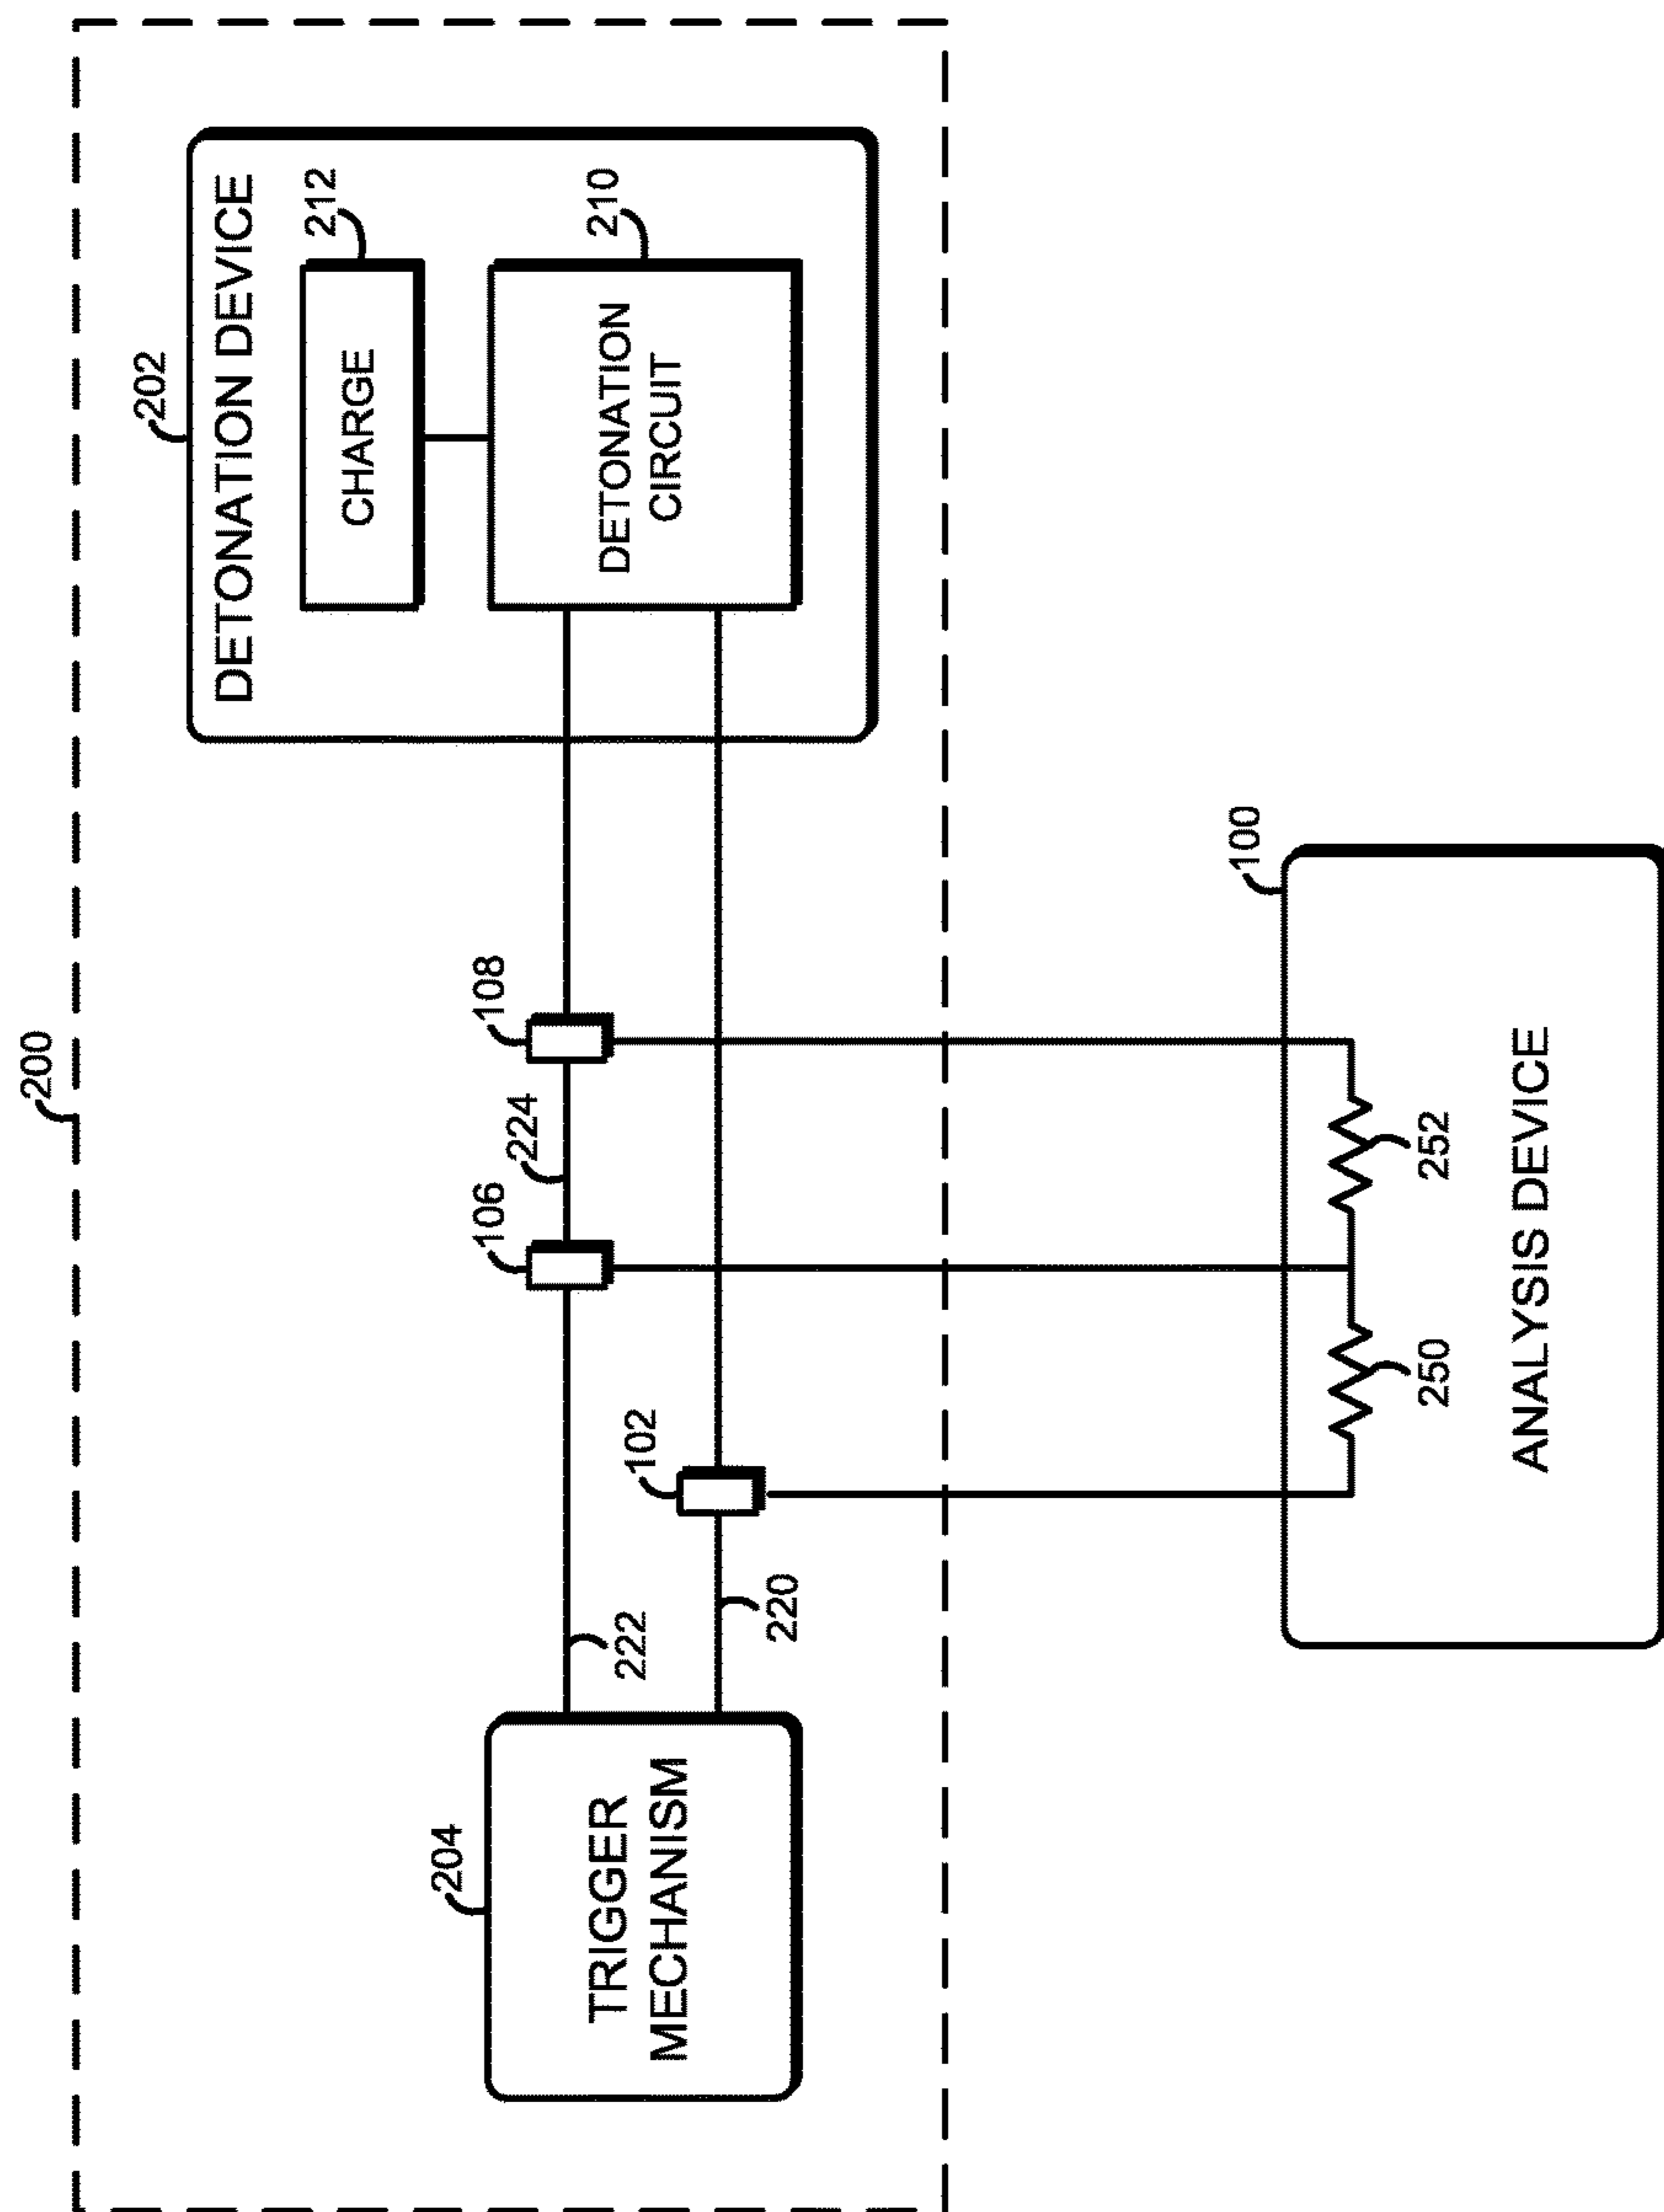 200
202
DETONATION DEVICE
212
CHARGE
210
DETONATION
CIRCUIT
108
224
106
102
222
220
204
TRIGGER
MECHANISM
100
252
250
ANALYSIS DEVICE